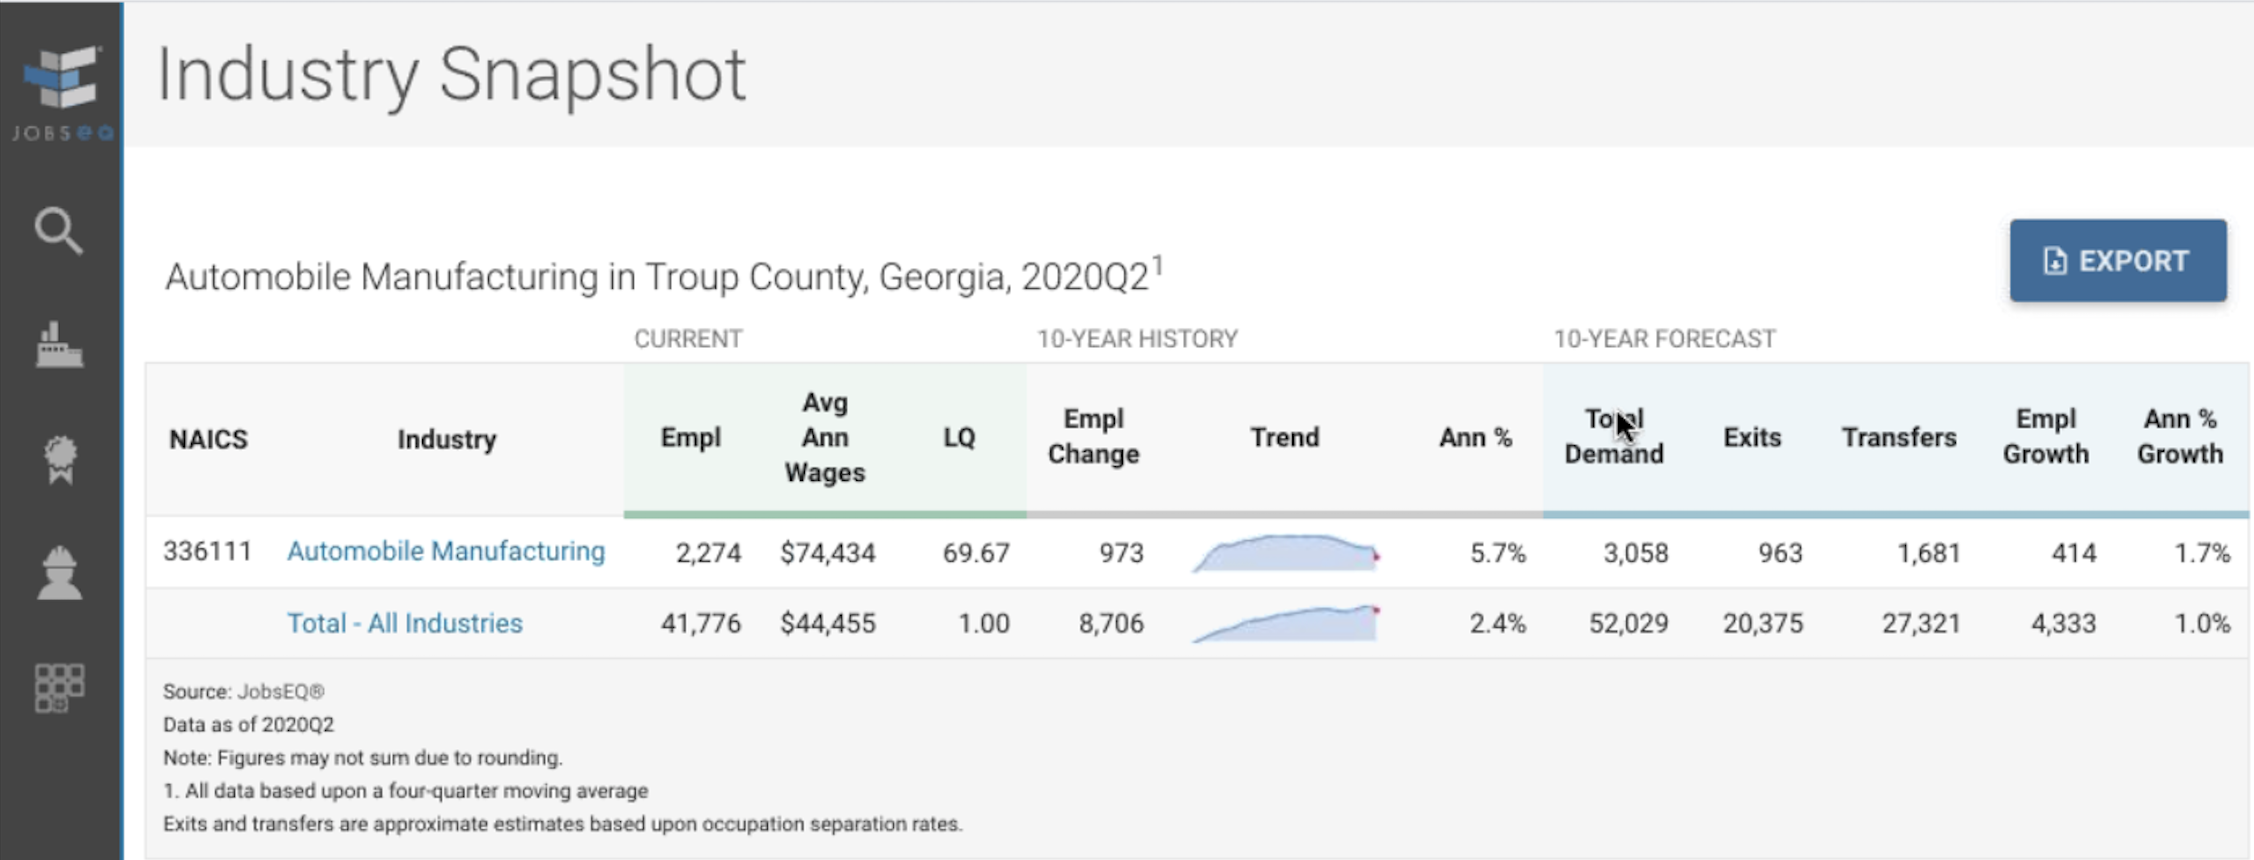 JOBSeQ
Industry Snapshot
EXPORT
Automobile Manufacturing in Troup County, Georgia, 2020Q2¹
CURRENT 10-YEAR HISTORY 10-YEAR FORECAST
NAICS Industry Empl Avg Ann Wages LQ Empl Change Trend Ann % Total Demand Exits Transfers Empl Growth Ann % Growth
336111 Automobile Manufacturing 2,274 $74,434 69.67 973 5.7% 3,058 963 1,681 414 1.7%
Total - All Industries 41,776 $44,455 1.00 8,706 2.4% 52,029 20,375 27,321 4,333 1.0%
Source: JobsEQ®
Data as of 2020Q2
Note: Figures may not sum due to rounding.
1. All data based upon a four-quarter moving average
Exits and transfers are approximate estimates based upon occupation separation rates.